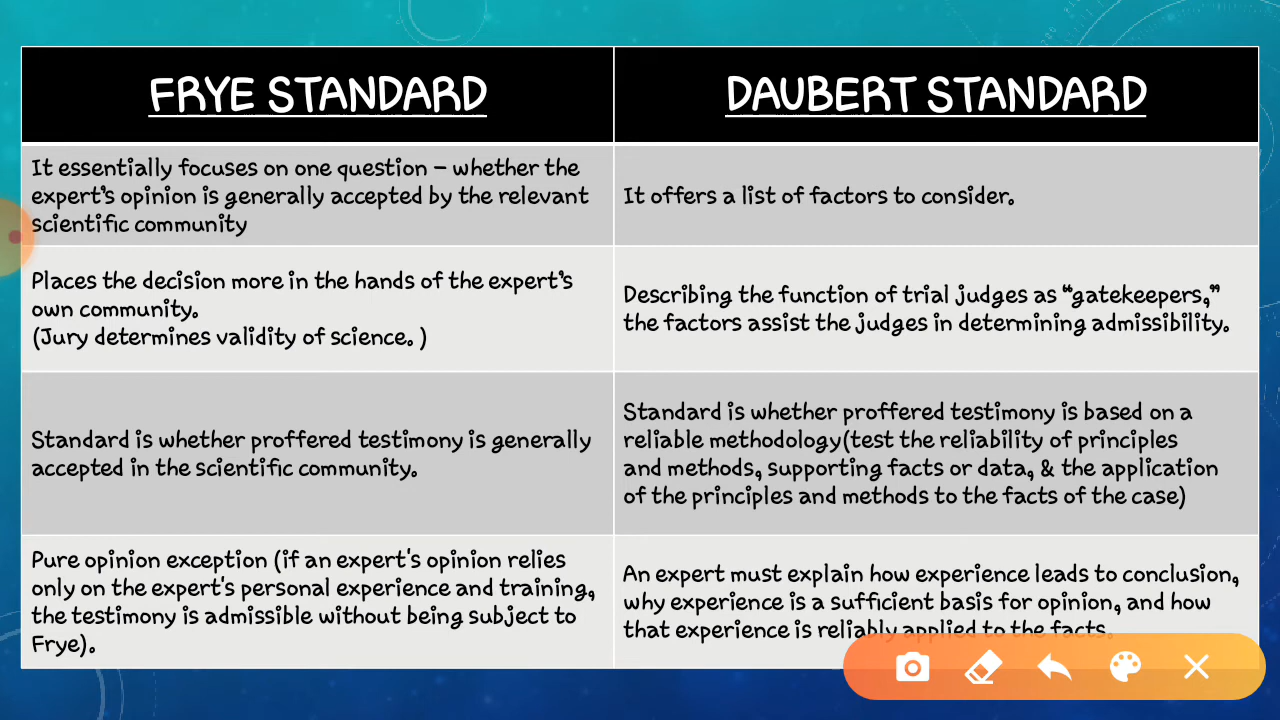 FRYE STANDARD
DAUBERT STANDARD
It essentially focuses on one question – whether the
expert's opinion is generally accepted by the relevant
scientific community
It offers a list of factors to consider.
Places the decision more in the hands of the expert's
own community.
(Jury determines validity of science. )
Describing the function of trial judges as “gatekeepers,”
the factors assist the judges in determining admissibility.
Standard is whether proffered testimony is generally
accepted in the scientific community.
Standard is whether proffered testimony is based on a
reliable methodology(test the reliability of principles
and methods, supporting facts or data, & the application
of the principles and methods to the facts of the case)
Pure opinion exception (if an expert's opinion relies
only on the expert's personal experience and training,
the testimony is admissible without being subject to
Frye).
An expert must explain how experience leads to conclusion,
why experience is a sufficient basis for opinion, and how
that experience is reliably applied to the facts.